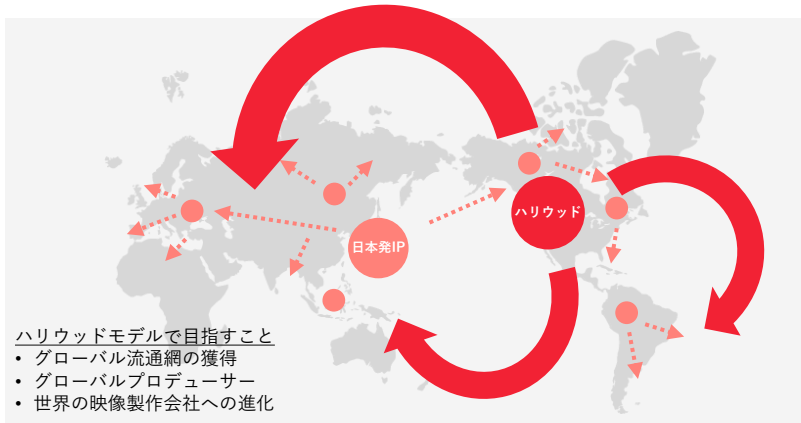 ハリウッド
日本発IP
ハリウッドモデルで目指すこと
• グローバル流通網の獲得
• グローバルプロデューサー
• 世界の映像製作会社への進化